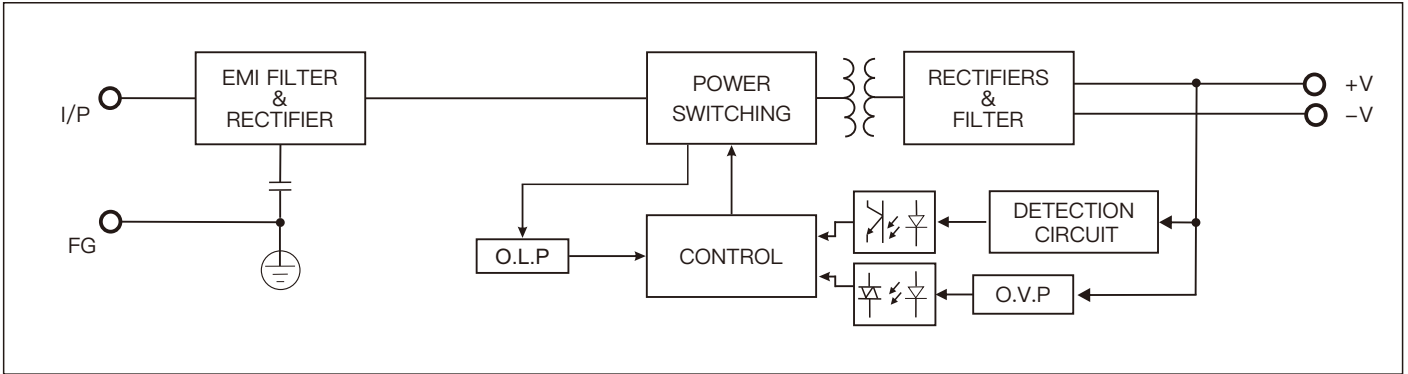 I/P
EMI FILTER
&
RECTIFIER
POWER
SWITCHING
RECTIFIERS
&
FILTER
+V
–V
FG
O.L.P
CONTROL
DETECTION
CIRCUIT
O.V.P